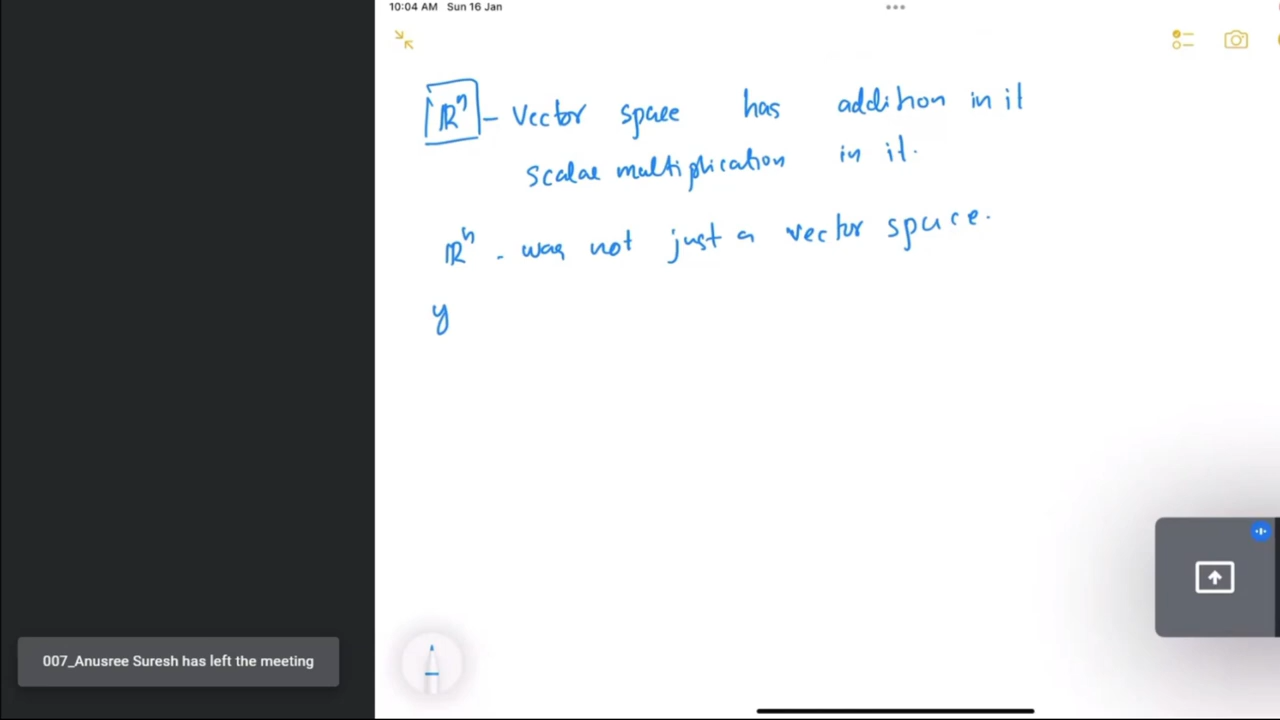 10:04 AM Sun 16 Jan
ℝⁿ - Vector space has addition in it
scalar multiplication in it.
ℝⁿ - was not just a vector space.
y
007_Anusree Suresh has left the meeting